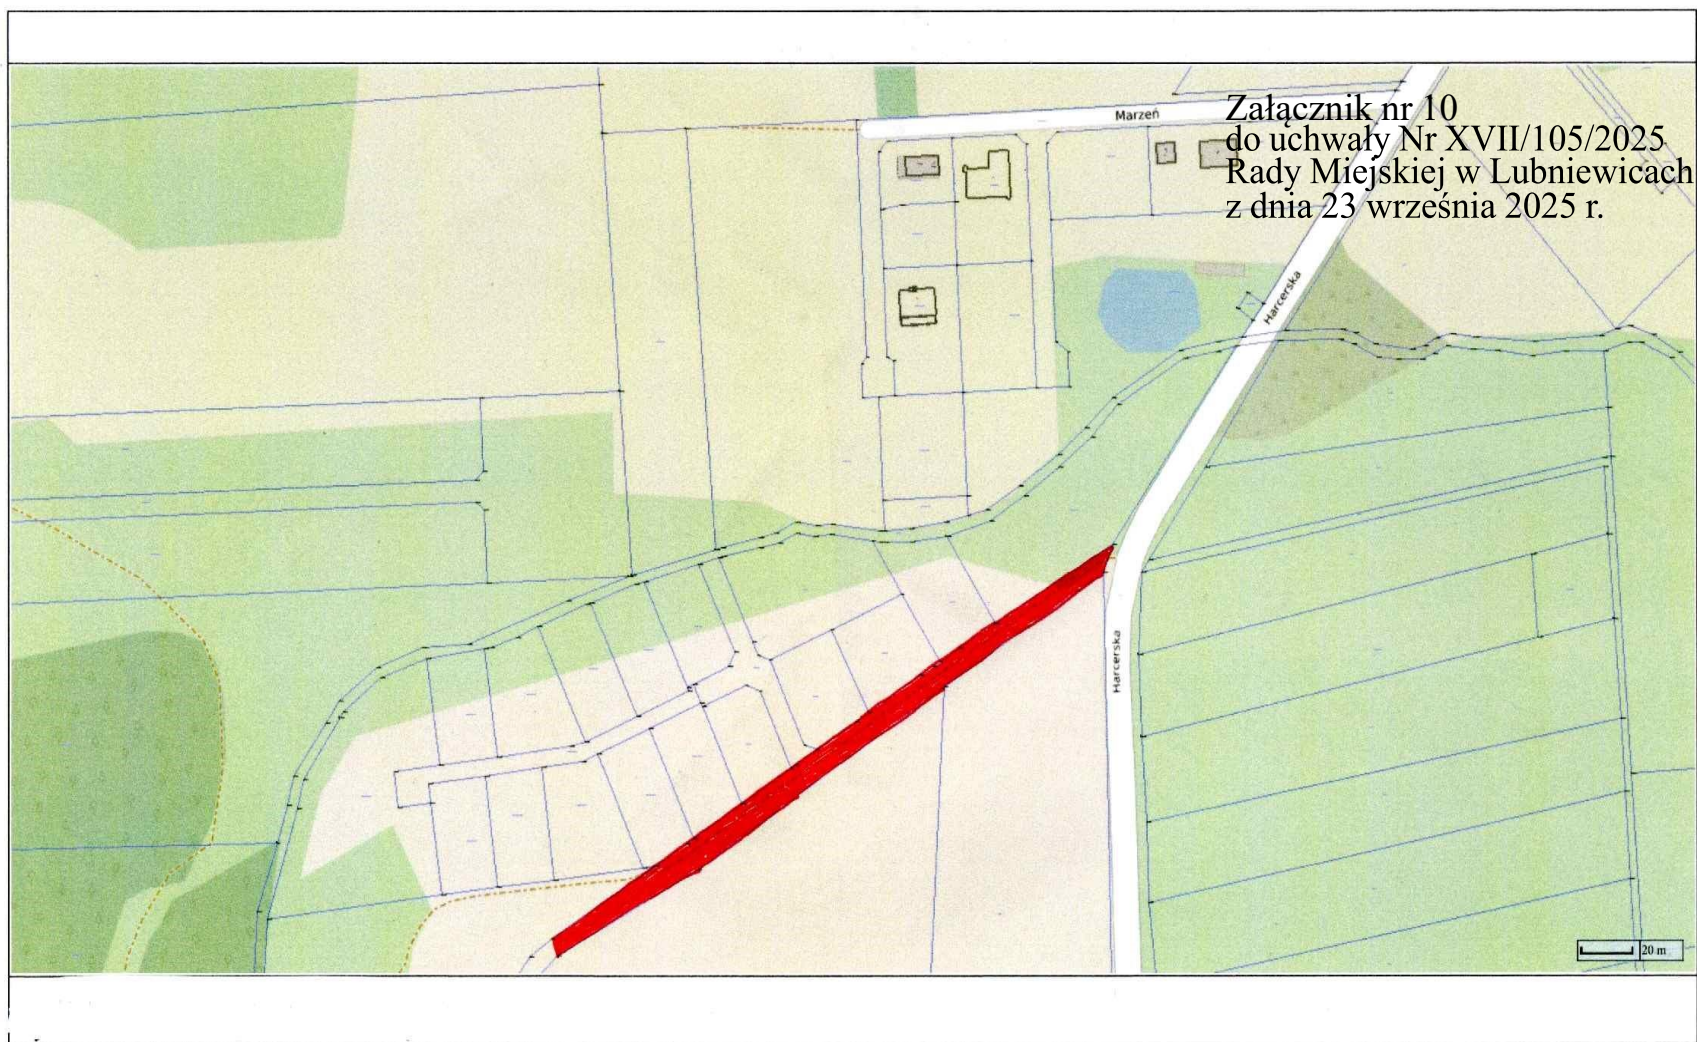 Marzeń
Załącznik nr 10
do uchwały Nr XVII/105/2025
Rady Miejskiej w Lubniewicach
z dnia 23 września 2025 r.
Harcerska
Harcerska
20 m